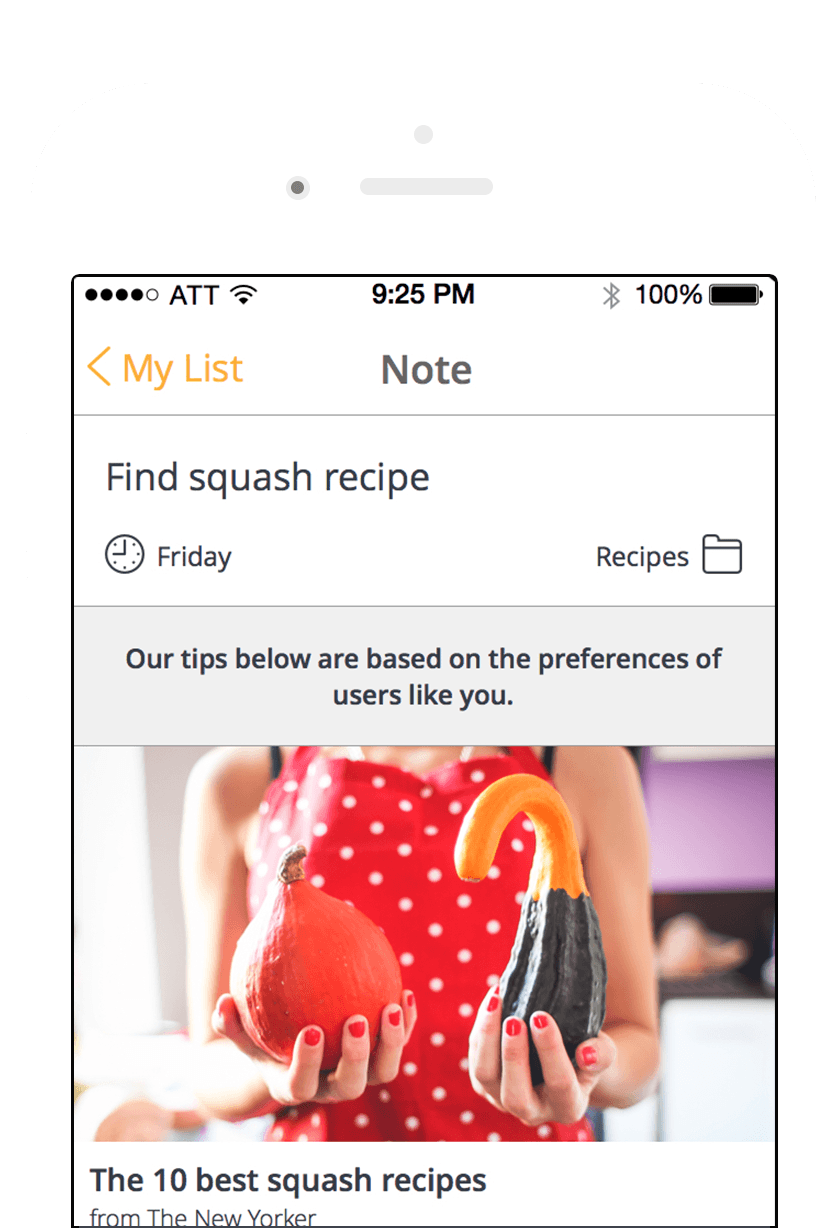 ATT 9:25 PM 100%
My List Note
Find squash recipe
Friday Recipes
Our tips below are based on the preferences of
users like you.
The 10 best squash recipes
from The New Yorker